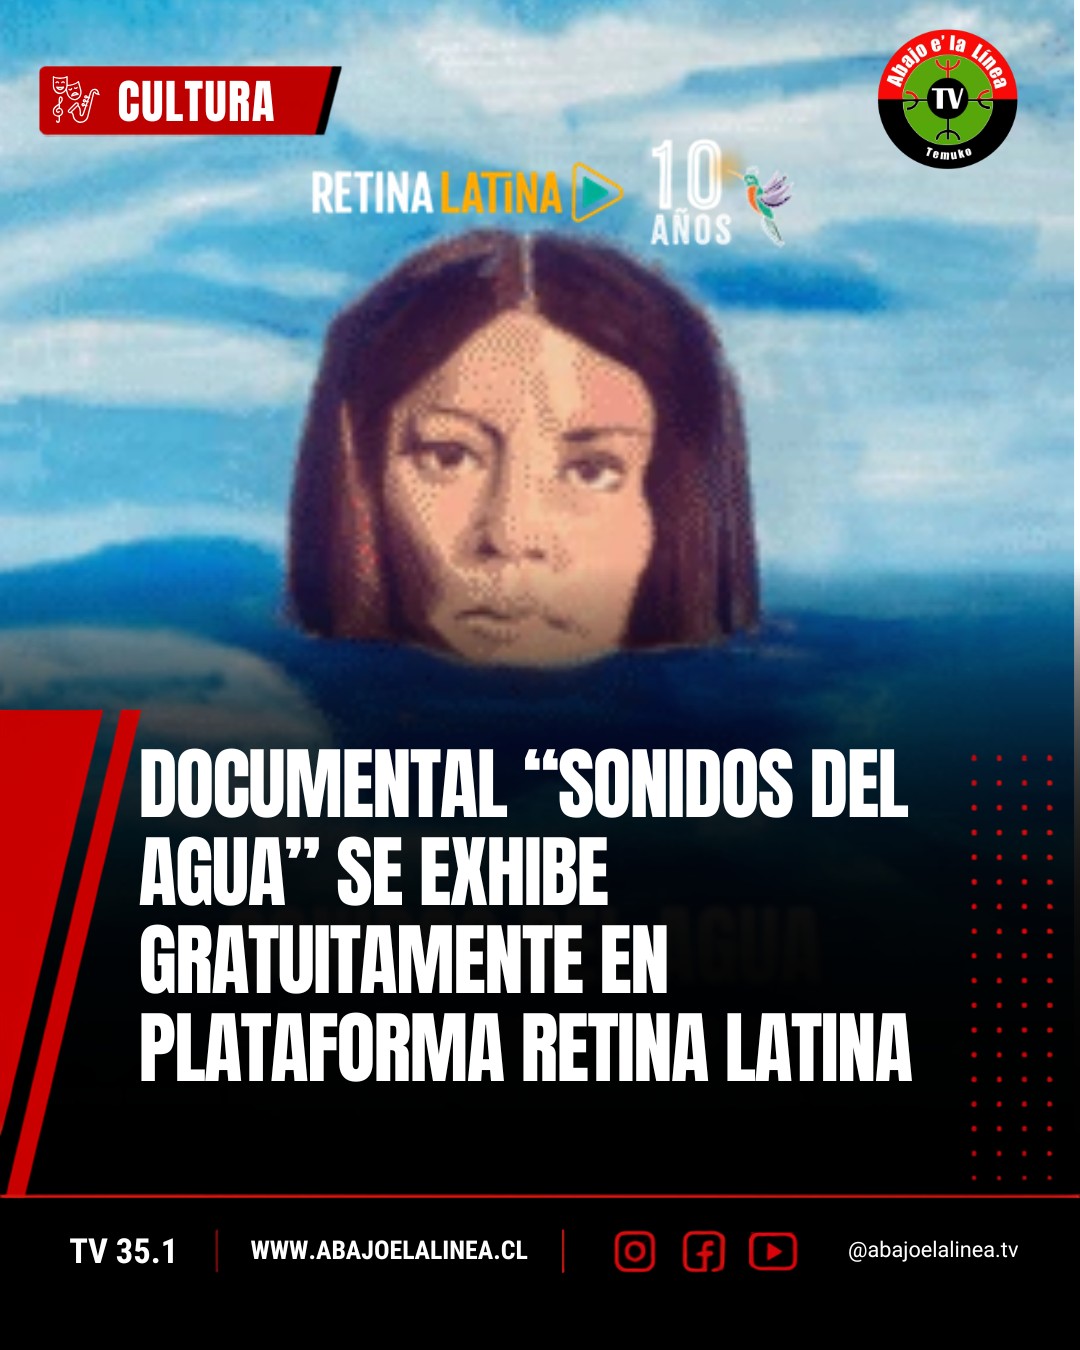 CULTURA
Abajo e' la Línea
TV
Temuko
RETINA LATINA
10
AÑOS
DOCUMENTAL “SONIDOS DEL
AGUA” SE EXHIBE
GRATUITAMENTE EN
PLATAFORMA RETINA LATINA
AGUA
TV 35.1
WWW.ABAJOELALINEA.CL
@abajoelalinea.tv